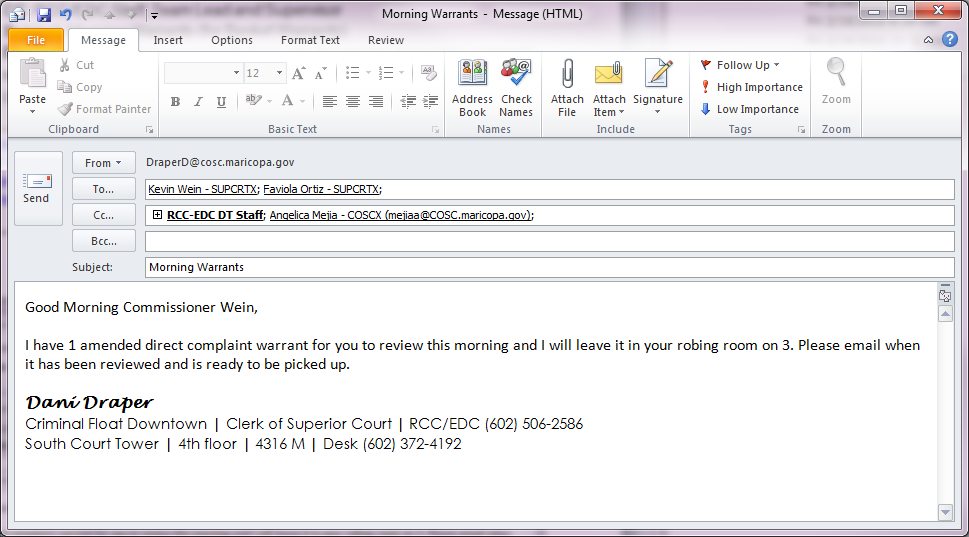 Morning Warrants - Message (HTML)
File Message Insert Options Format Text Review
Cut
Copy
Format Painter
Paste
Clipboard
12
B I U
Basic Text
Address Book
Check Names
Names
Attach File
Attach Item
Signature
Include
Follow Up
High Importance
Low Importance
Tags
Zoom
Zoom
Send
From DraperD@cosc.maricopa.gov
To... Kevin Wein - SUPCRTX; Faviola Ortiz - SUPCRTX;
Cc... RCC-EDC DT Staff; Angelica Mejia - COSCX (mejiaa@COSC.maricopa.gov);
Bcc...
Subject: Morning Warrants
Good Morning Commissioner Wein,
I have 1 amended direct complaint warrant for you to review this morning and I will leave it in your robing room on 3. Please email when
it has been reviewed and is ready to be picked up.
Dani Draper
Criminal Float Downtown | Clerk of Superior Court | RCC/EDC (602) 506-2586
South Court Tower | 4th floor | 4316 M | Desk (602) 372-4192